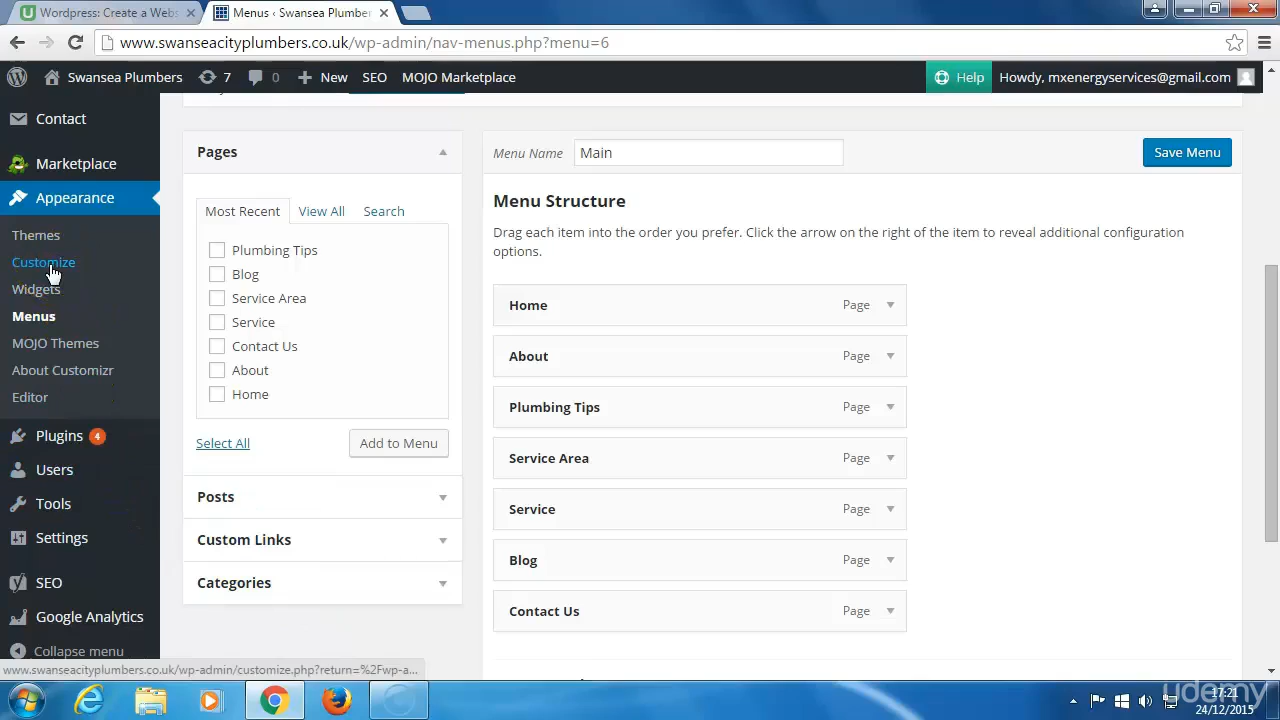 Wordpress: Create a Webs
Menus ‹ Swansea Plumber
www.swanseacityplumbers.co.uk/wp-admin/nav-menus.php?menu=6
Swansea Plumbers
7
0
New
SEO
MOJO Marketplace
Help
Howdy, mxenergyservices@gmail.com
Contact
Marketplace
Appearance
Themes
Customize
Widgets
Menus
MOJO Themes
About Customizr
Editor
Plugins 4
Users
Tools
Settings
SEO
Google Analytics
Collapse menu
Pages
Most Recent
View All
Search
Plumbing Tips
Blog
Service Area
Service
Contact Us
About
Home
Select All
Add to Menu
Posts
Custom Links
Categories
Menu Name
Main
Save Menu
Menu Structure
Drag each item into the order you prefer. Click the arrow on the right of the item to reveal additional configuration
options.
Home Page
About Page
Plumbing Tips Page
Service Area Page
Service Page
Blog Page
Contact Us Page
www.swanseacityplumbers.co.uk/wp-admin/customize.php?return=%2Fwp-a...
udemy
17:21
24/12/2015